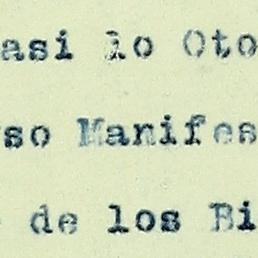 asi lo Oto
so Manifes
de los Bi